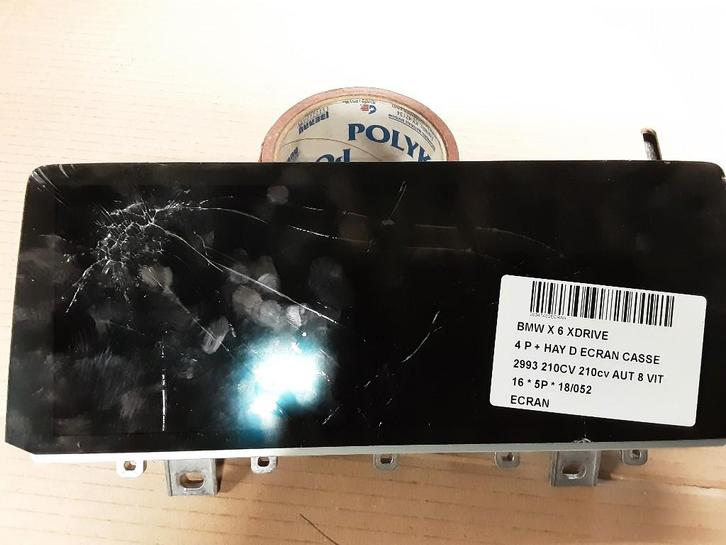 POLYK
BMW X 6 XDRIVE
4 P + HAY D ECRAN CASSE
2993 210CV 210cv AUT 8 VIT
16 * 5P * 18/052
ECRAN